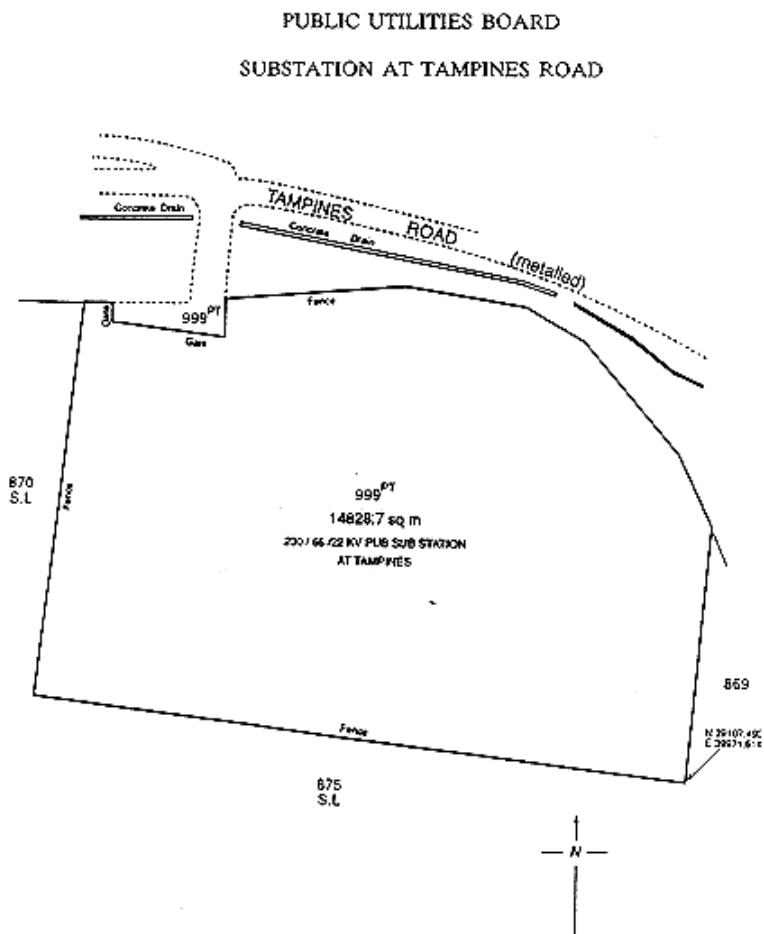 PUBLIC UTILITIES BOARD
SUBSTATION AT TAMPINES ROAD
TAMPINES ROAD (metalled)
Concrete Drain
Concrete Drain
999PT
Fence
Gate
Fence
870
S.L
999PT
14828.7 sq m
230 / 66 /22 KV PUB SUB STATION
AT TAMPINES
869
Fence
875
S.L
N